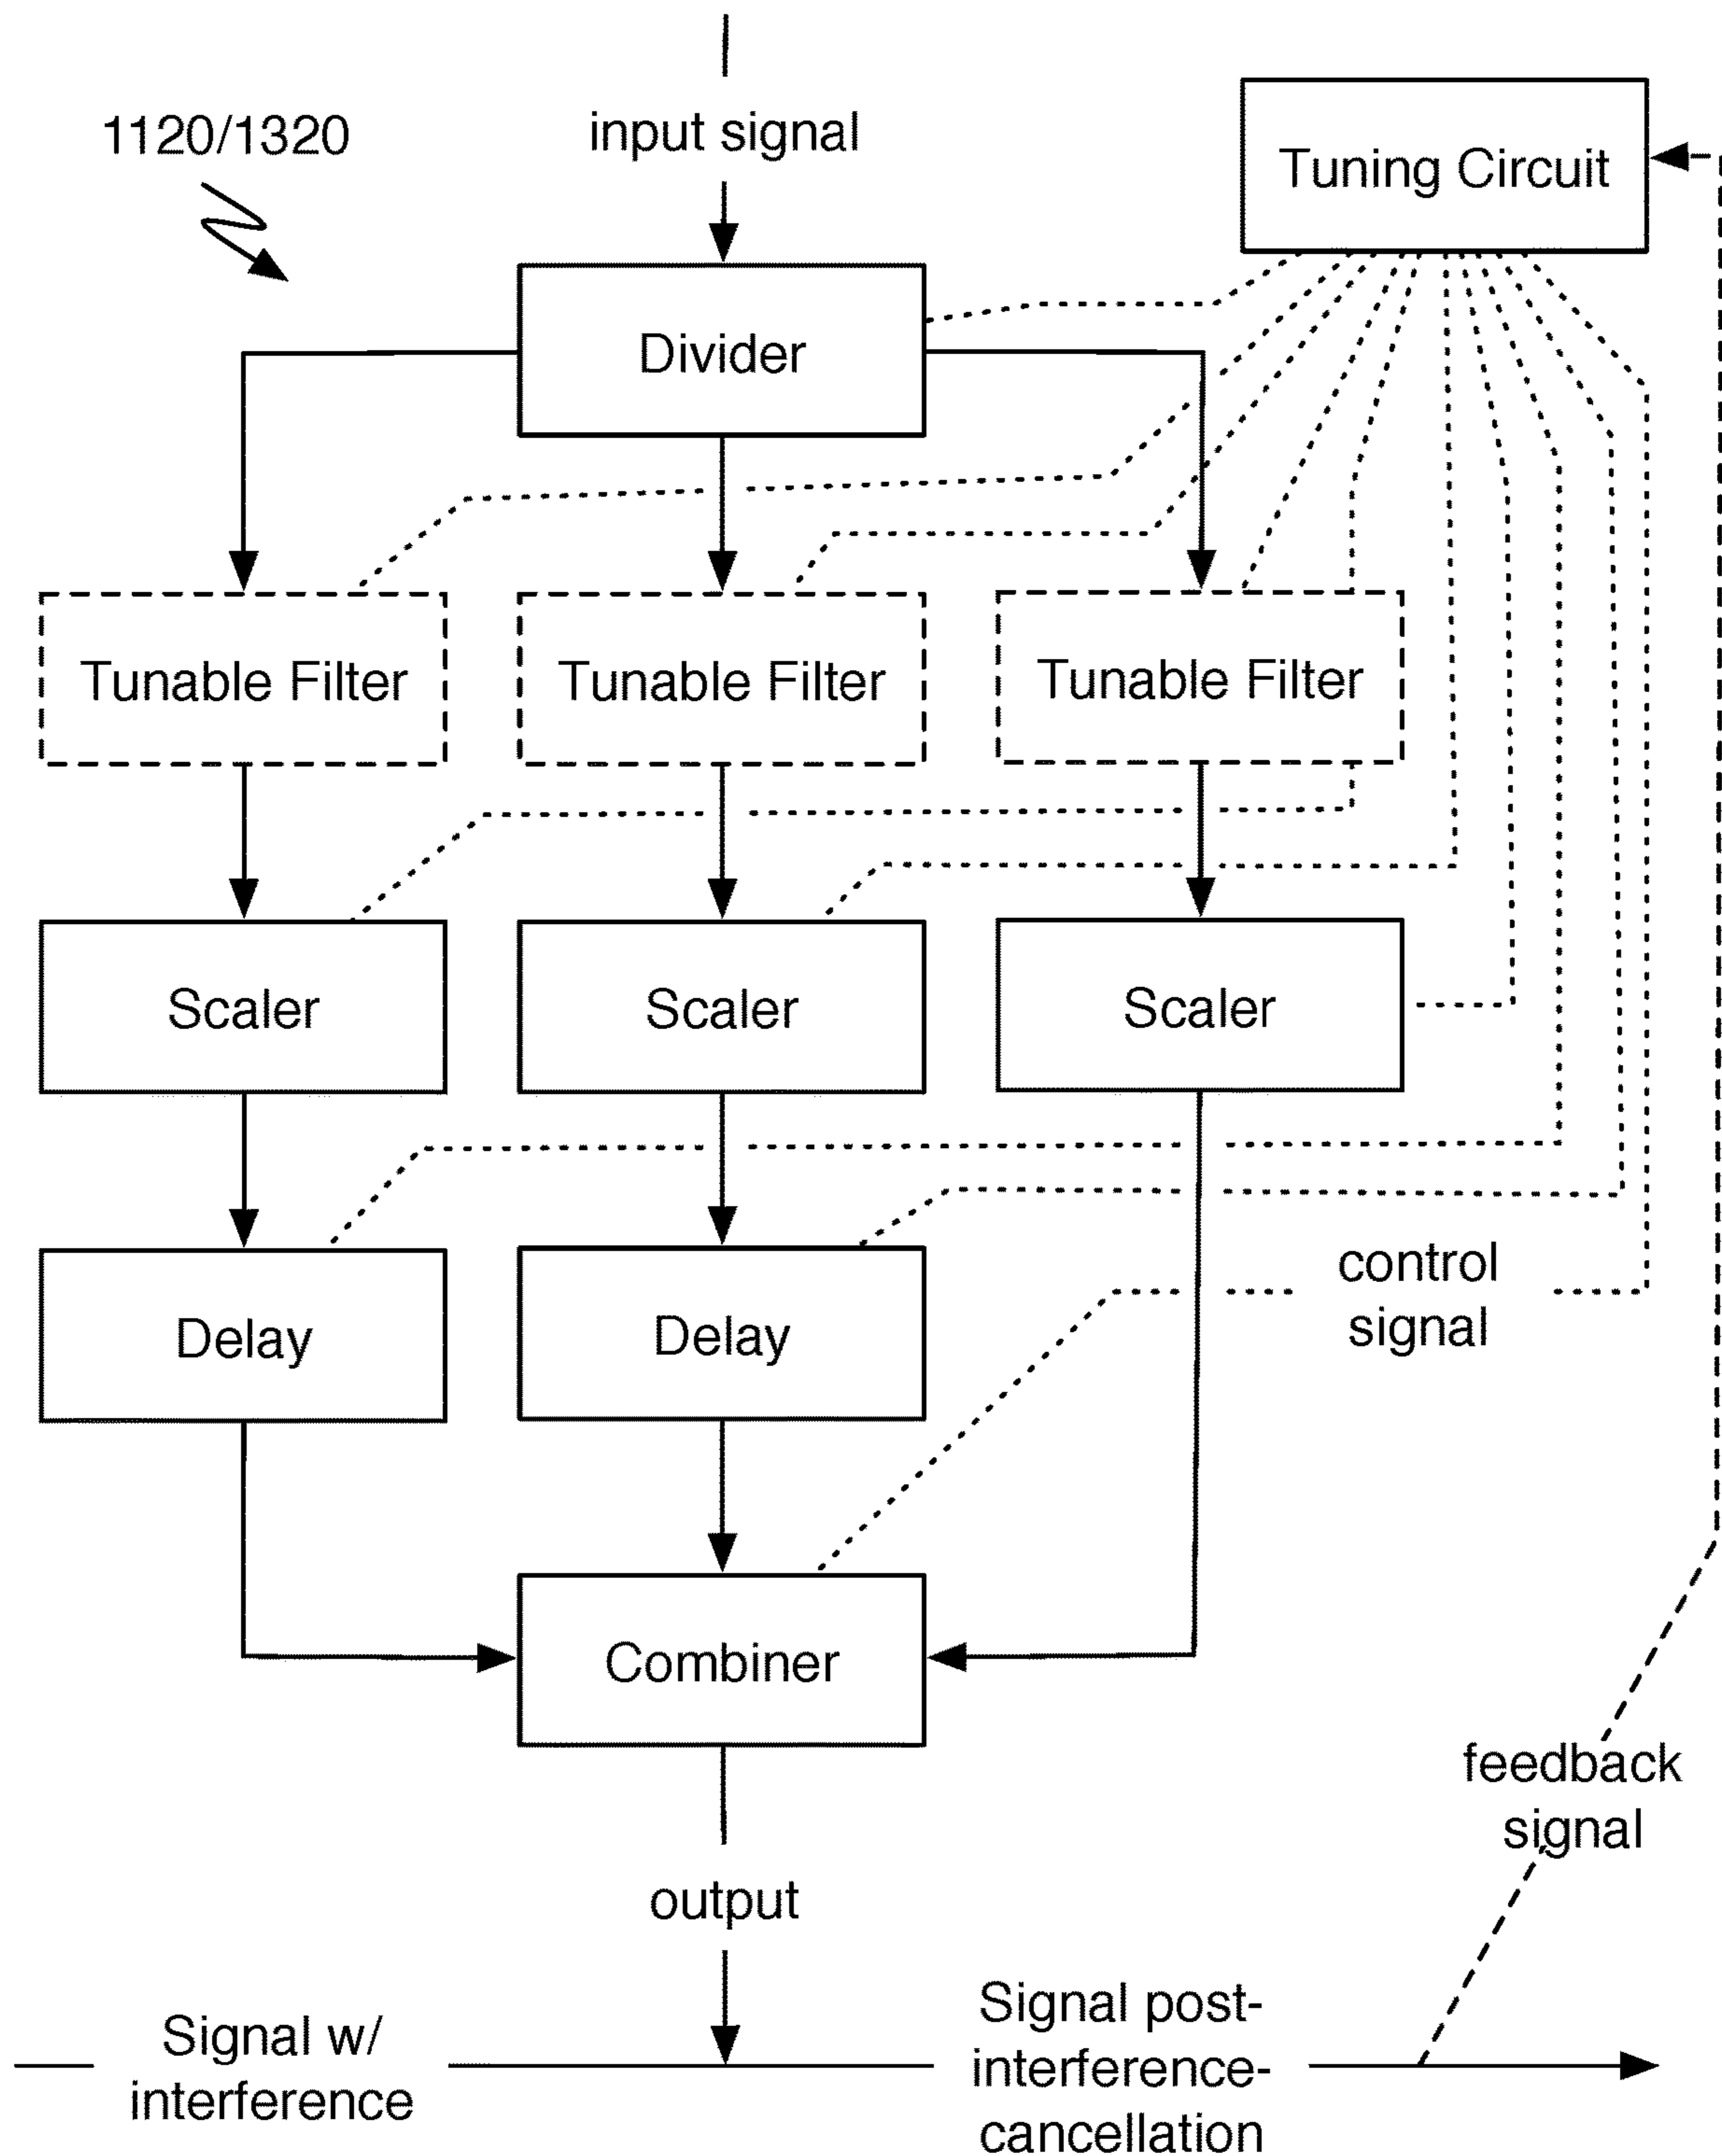 1120/1320
input signal
Tuning Circuit
Divider
Tunable Filter
Tunable Filter
Tunable Filter
Scaler
Scaler
Scaler
Delay
Delay
control
signal
Combiner
feedback
signal
output
Signal w/
interference
Signal post-
interference-
cancellation